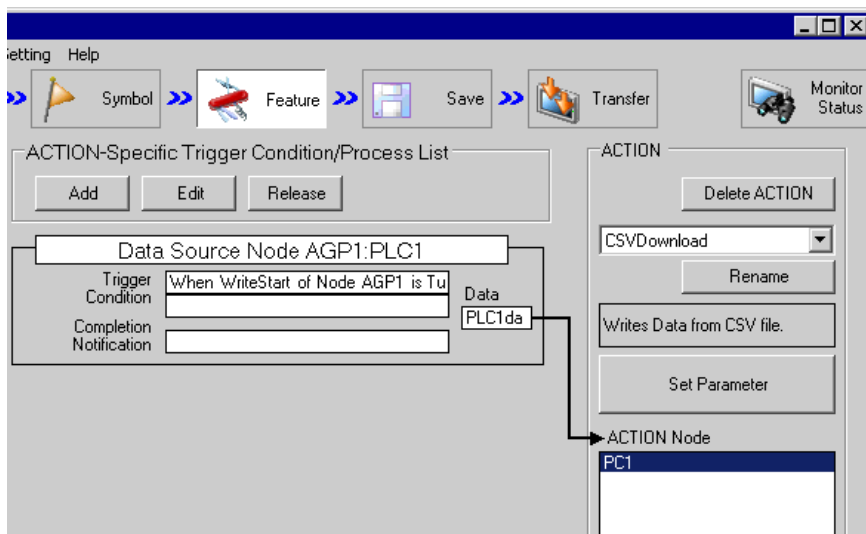 etting Help
Symbol Feature Save Transfer Monitor Status
ACTION-Specific Trigger Condition/Process List
Add Edit Release
Data Source Node AGP1:PLC1
Trigger Condition
When WriteStart of Node AGP1 is Tu
Data
PLC1da
Completion Notification
ACTION
Delete ACTION
CSVDownload
Rename
Writes Data from CSV file.
Set Parameter
ACTION Node
PC1